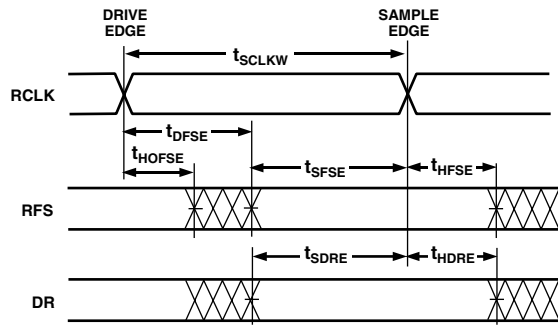 DRIVE EDGE
SAMPLE EDGE
tSCLKW
RCLK
tDFSE
tHOFSE
tSFSE
tHFSE
RFS
tSDRE
tHDRE
DR